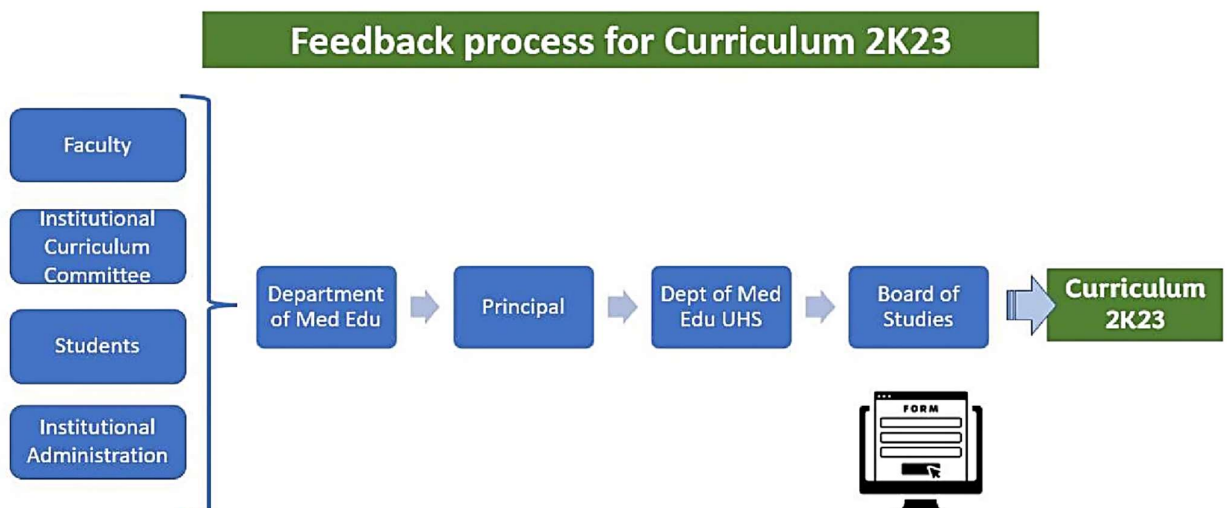 Feedback process for Curriculum 2K23
Faculty
Institutional
Curriculum
Committee
Students
Institutional
Administration
Department
of Med Edu
Principal
Dept of Med
Edu UHS
Board of
Studies
Curriculum
2K23
FORM